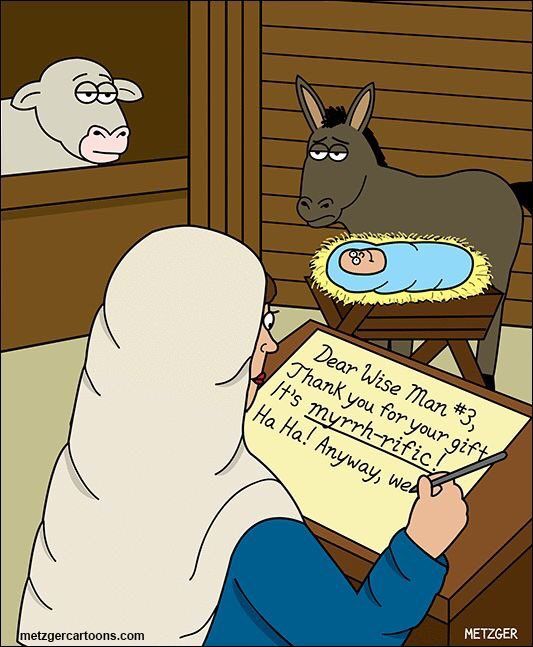 Dear Wise Man #3,
Thank you for your gift.
It's myrrh-rific!
Ha Ha! Anyway, we
metzgercartoons.com
METZGER